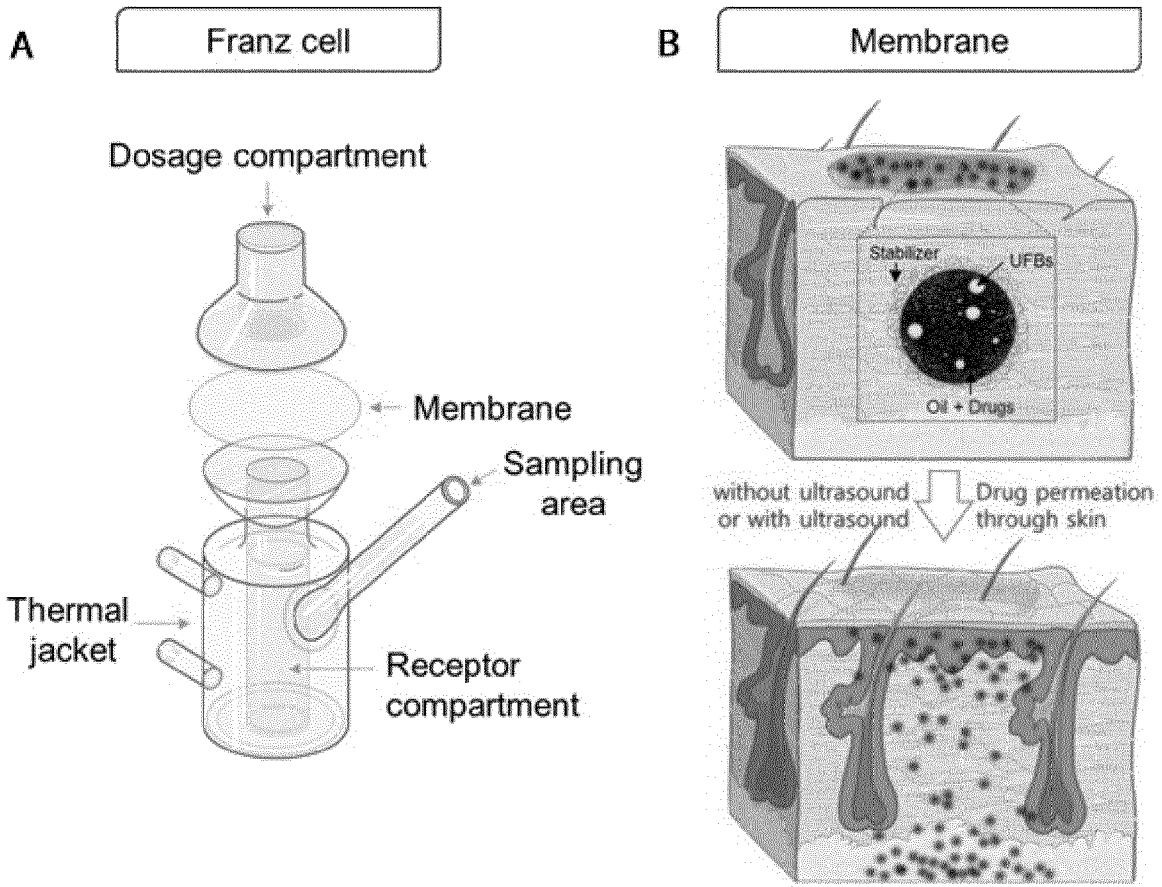 A
Franz cell
Dosage compartment
Membrane
Sampling
area
Thermal
jacket
Receptor
compartment
B
Membrane
Stabilizer
UFBs
Oil + Drugs
without ultrasound
or with ultrasound
Drug permeation
through skin